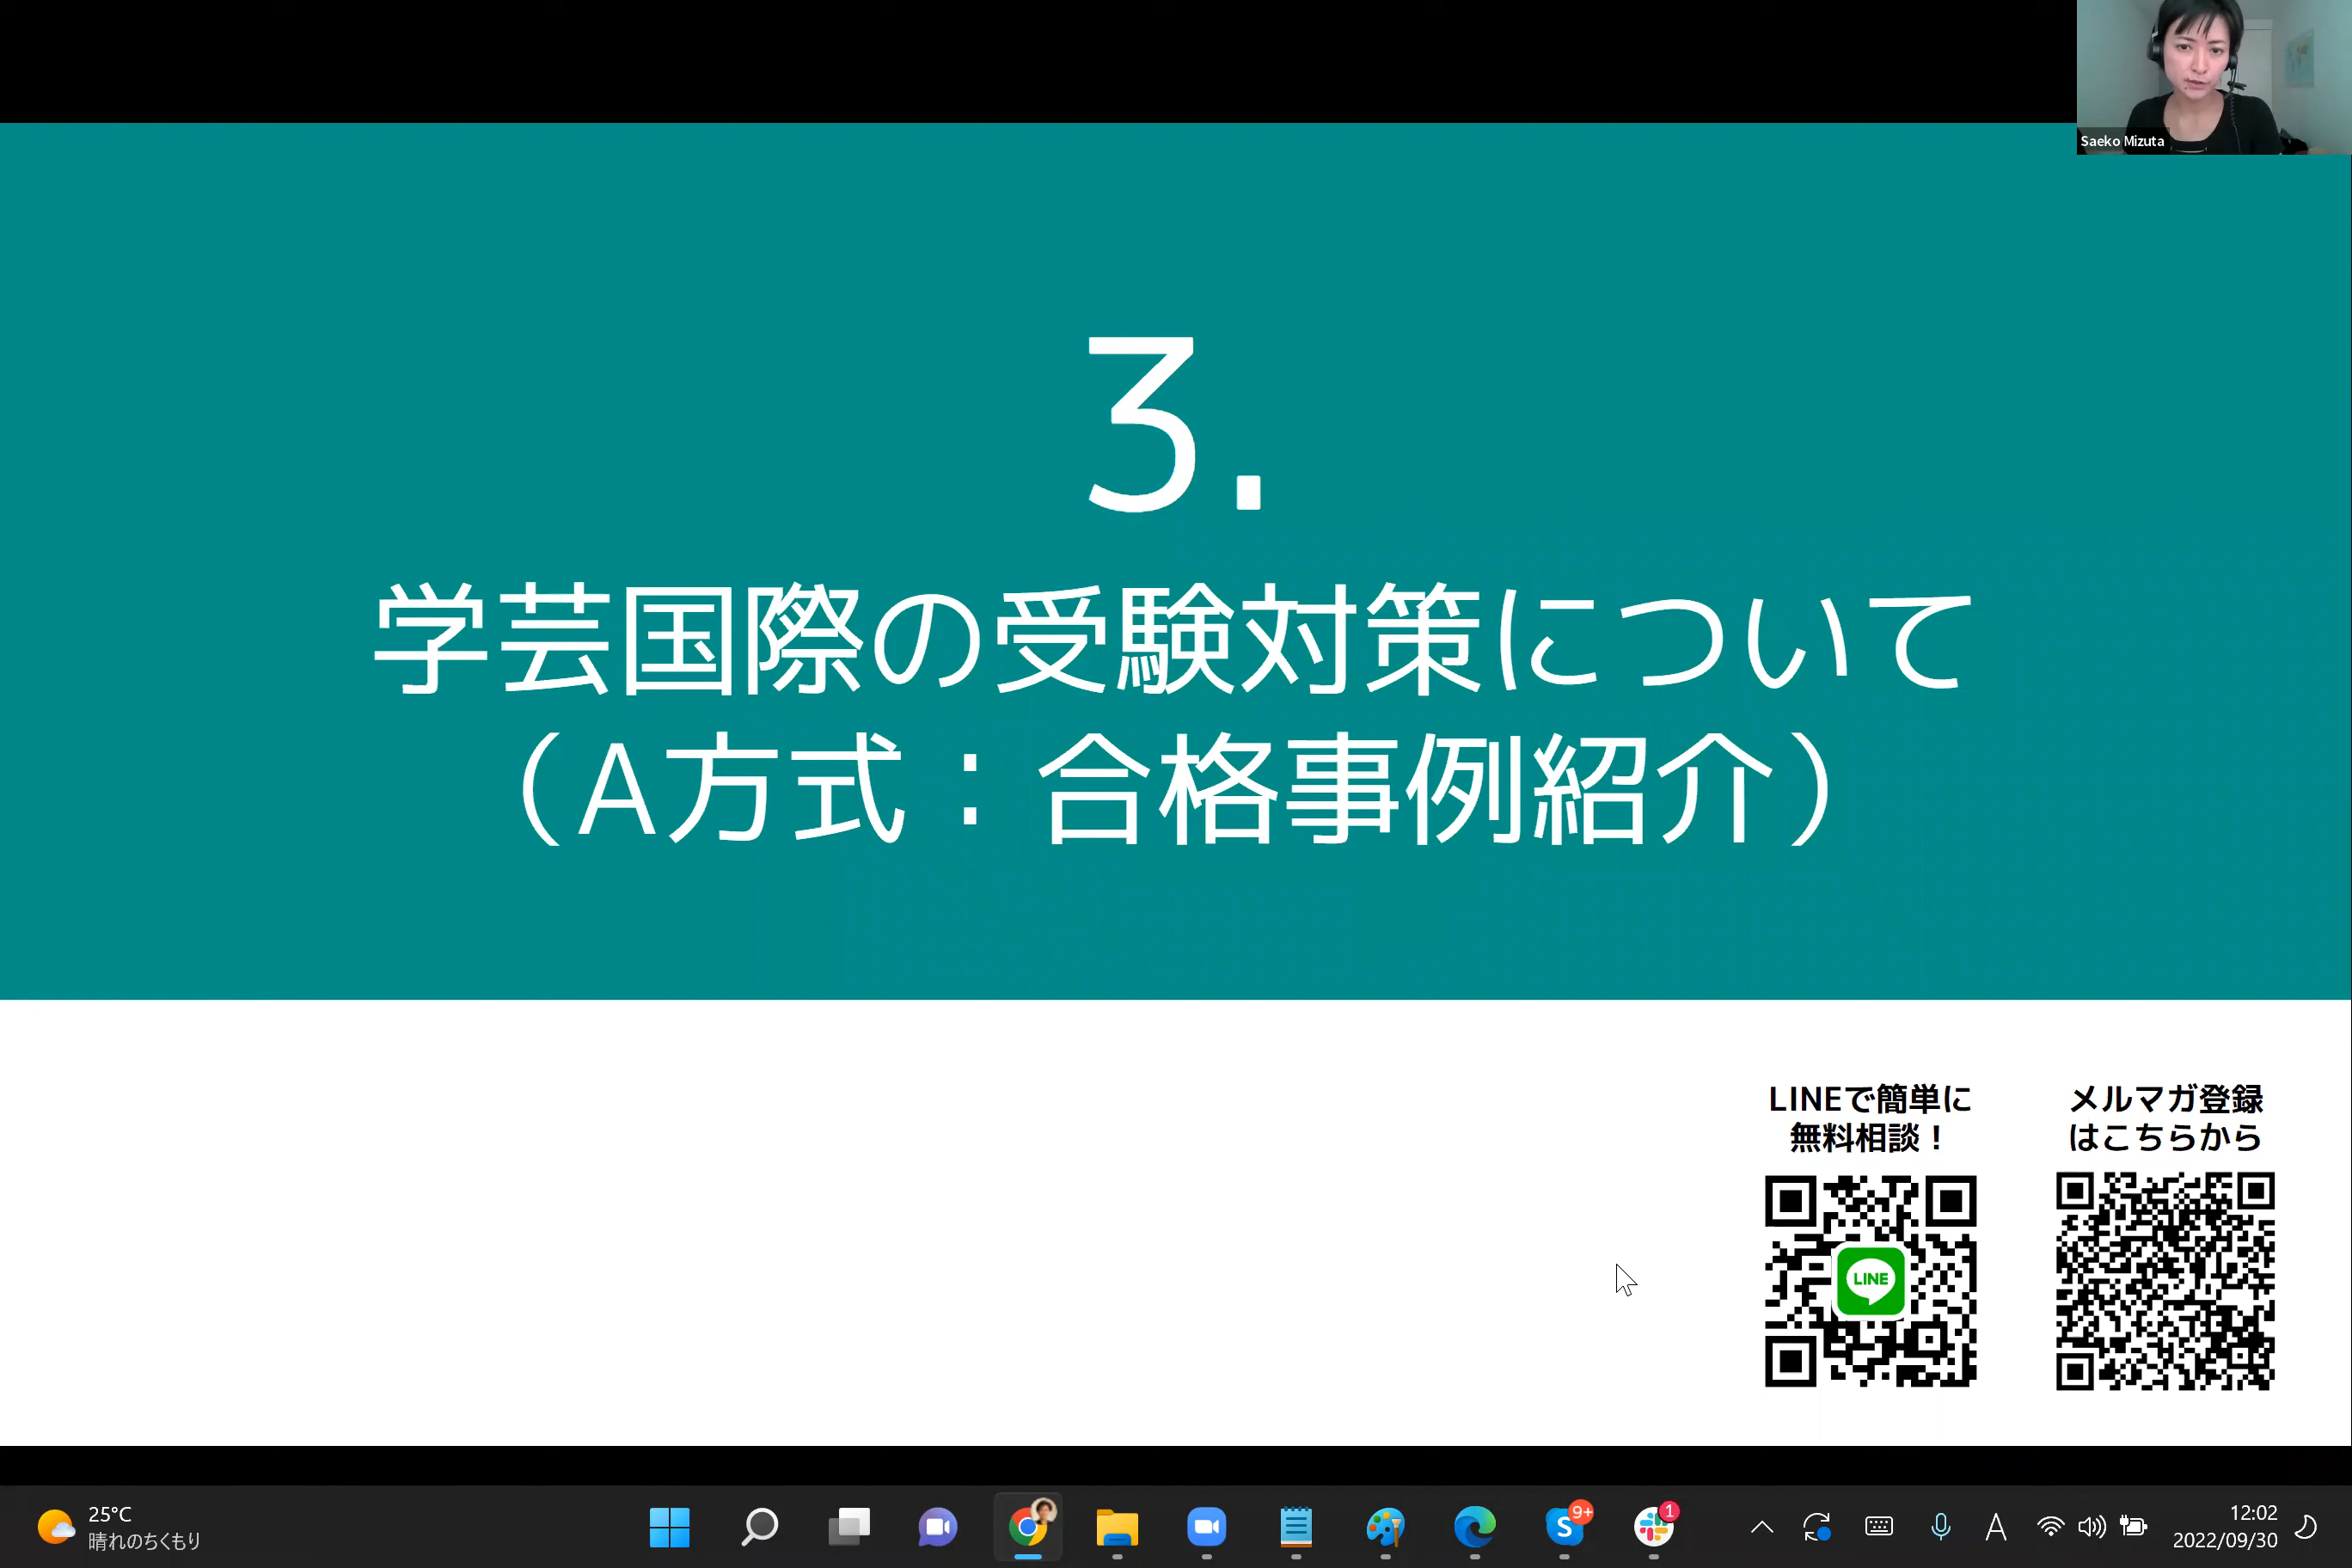 Saeko Mizuta
3.
学芸国際の受験対策について
（A方式：合格事例紹介）
LINEで簡単に
無料相談！
LINE
メルマガ登録
はこちらから
25°C
晴れのちくもり
S
9+
1
A
12:02
2022/09/30